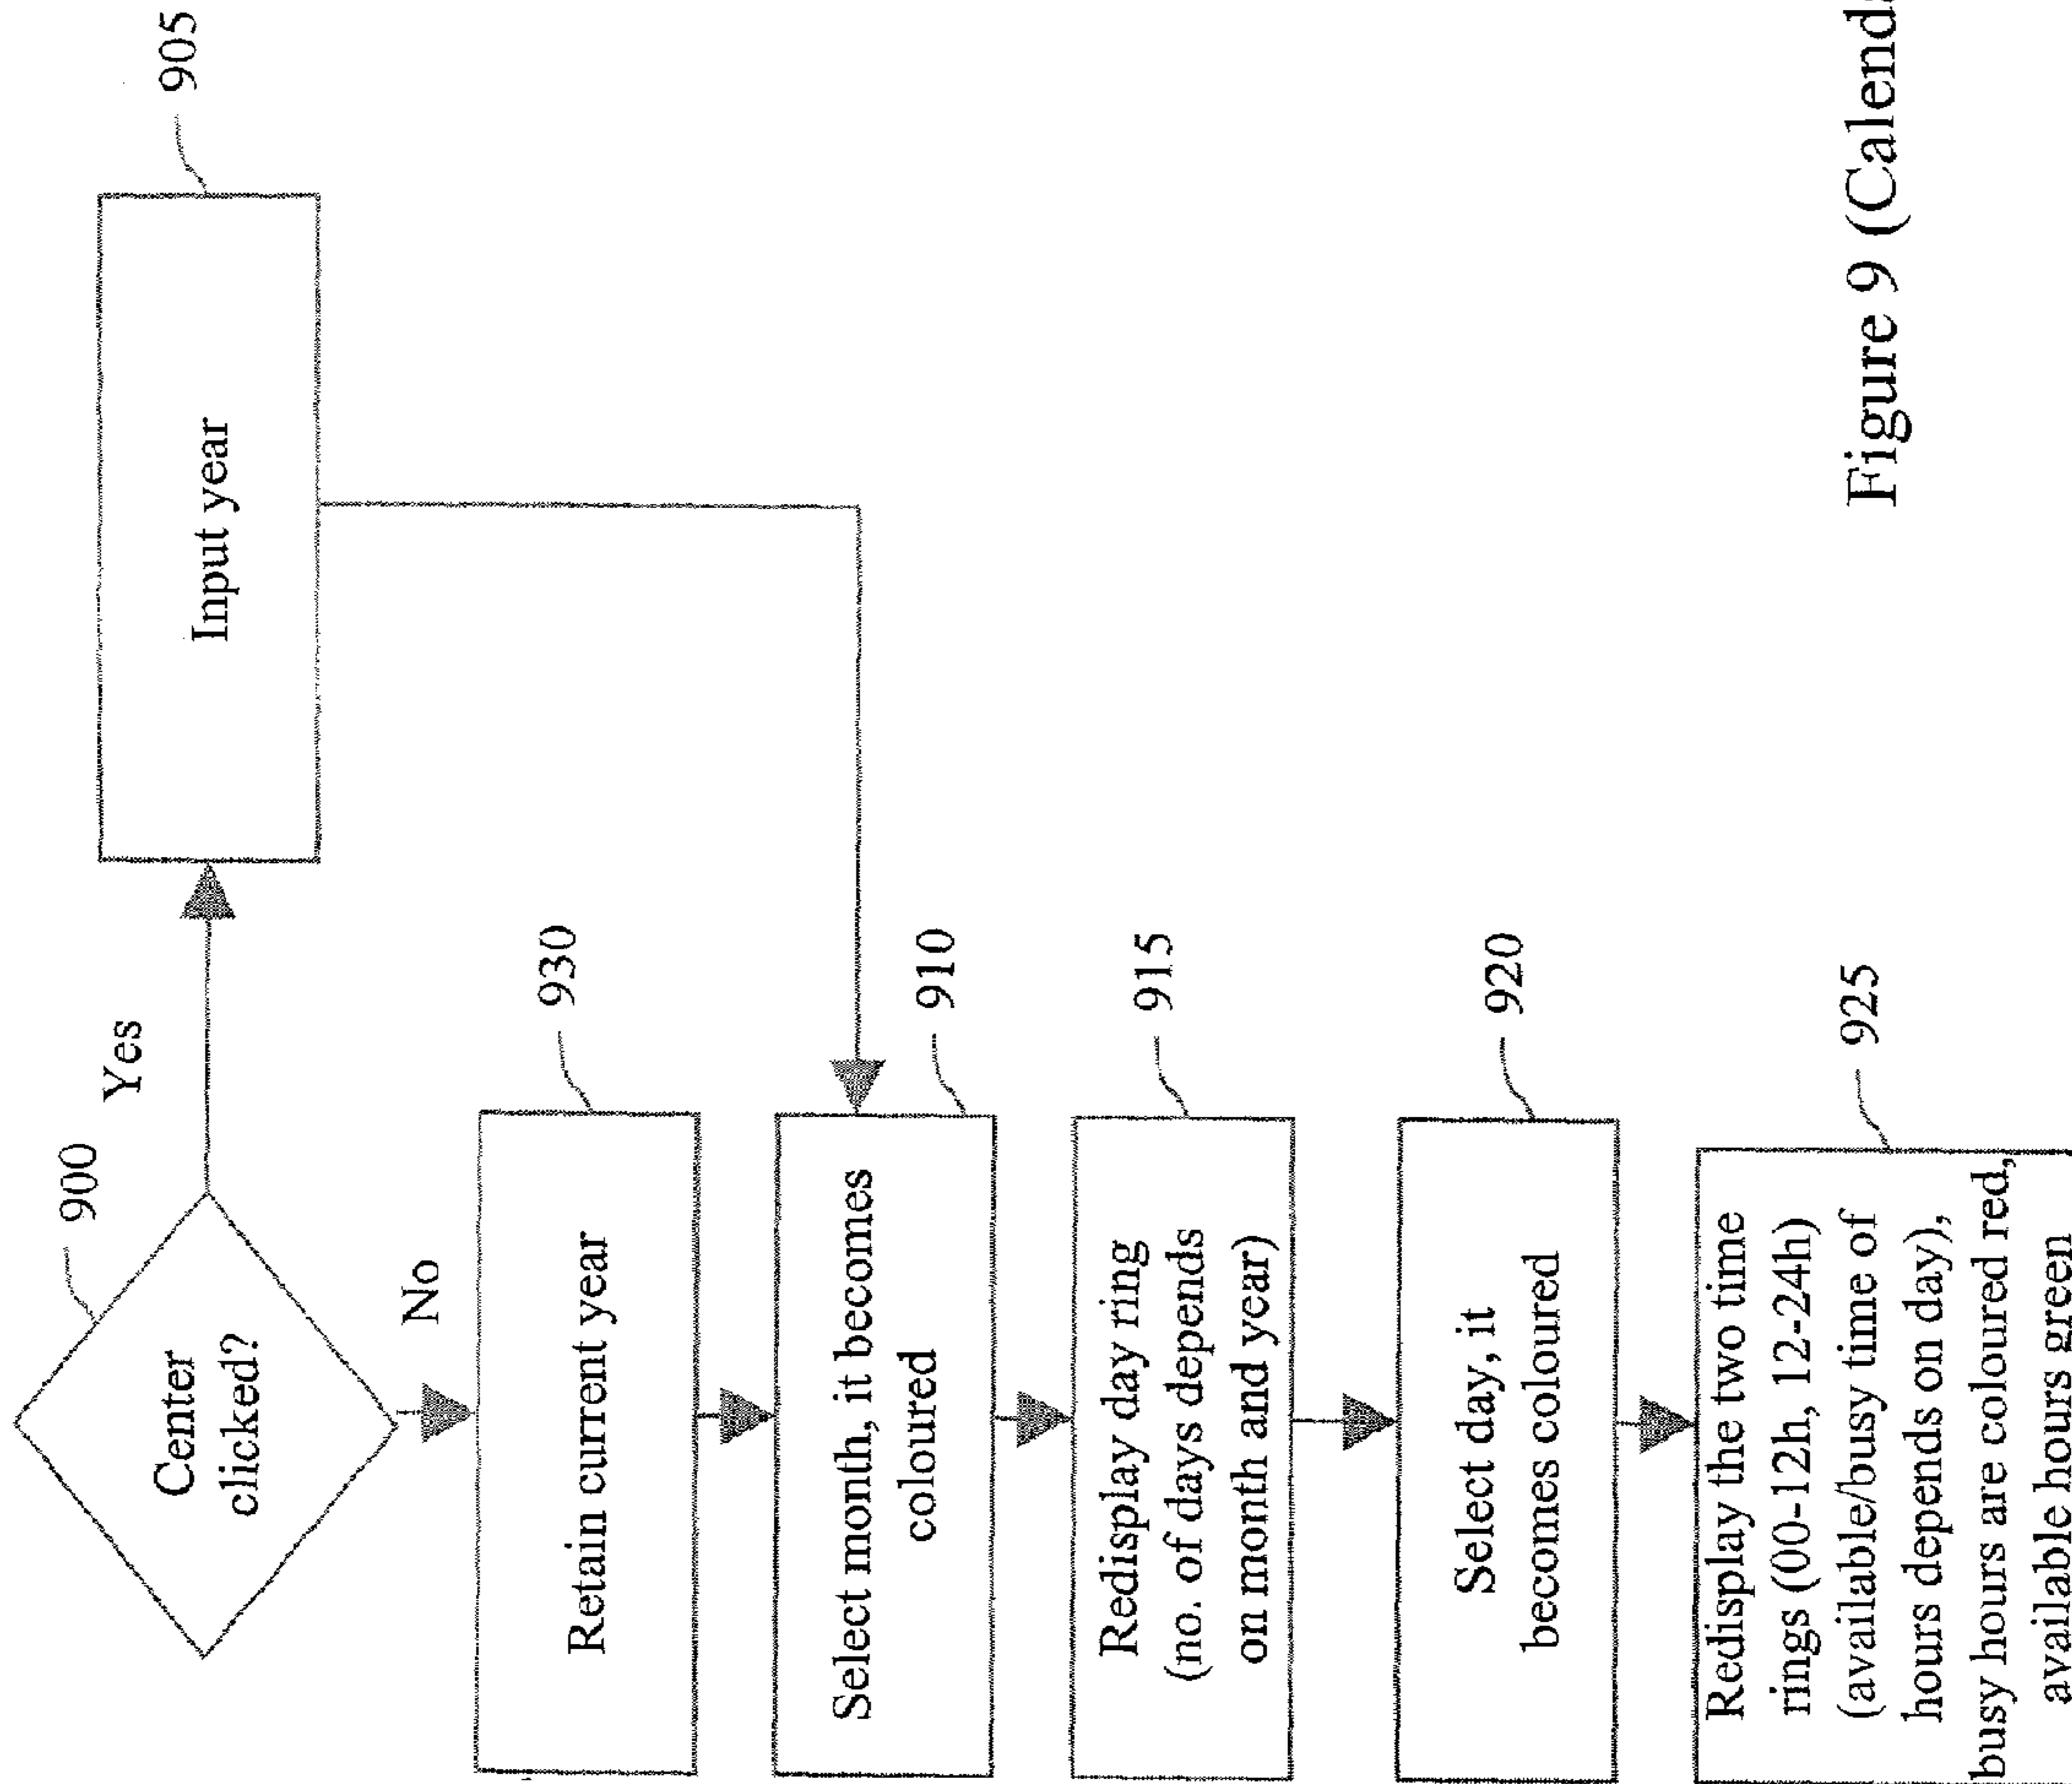 900
Center
clicked?
Yes
905
Input year
No
930
Retain current year
910
Select month, it becomes
coloured
915
Redisplay day ring
(no. of days depends
on month and year)
920
Select day, it
becomes coloured
925
Redisplay the two time
rings (00-12h, 12-24h)
(available/busy time of
hours depends on day),
busy hours are coloured red,
available hours green
Figure 9 (Calend